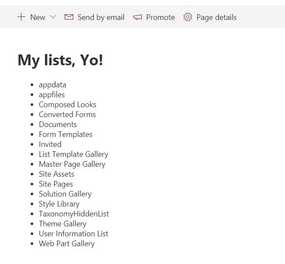 New
Send by email
Promote
Page details
My lists, Yo!
appdata
appfiles
Composed Looks
Converted Forms
Documents
Form Templates
Invited
List Template Gallery
Master Page Gallery
Site Assets
Site Pages
Solution Gallery
Style Library
TaxonomyHiddenList
Theme Gallery
User Information List
Web Part Gallery